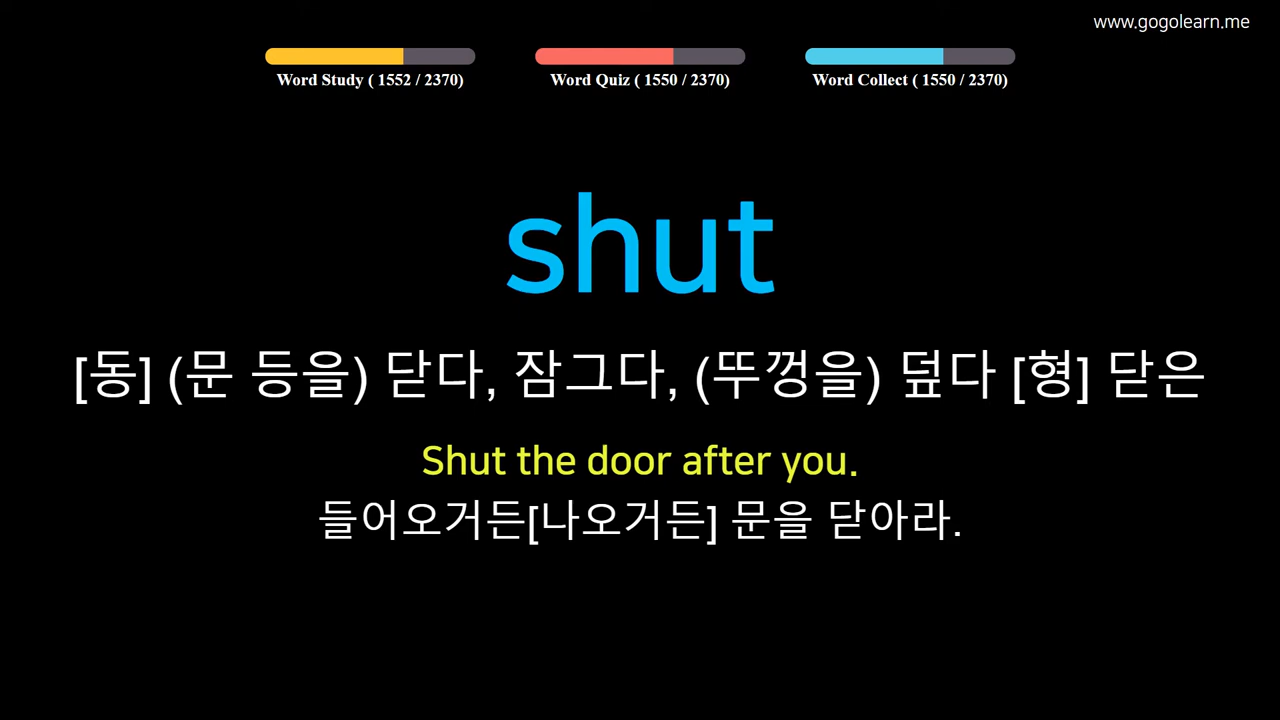 www.gogolearn.me
Word Study ( 1552 / 2370)
Word Quiz ( 1550 / 2370)
Word Collect ( 1550 / 2370)
shut
[동] (문 등을) 닫다, 잠그다, (뚜껑을) 덮다 [형] 닫은
Shut the door after you.
들어오거든[나오거든] 문을 닫아라.